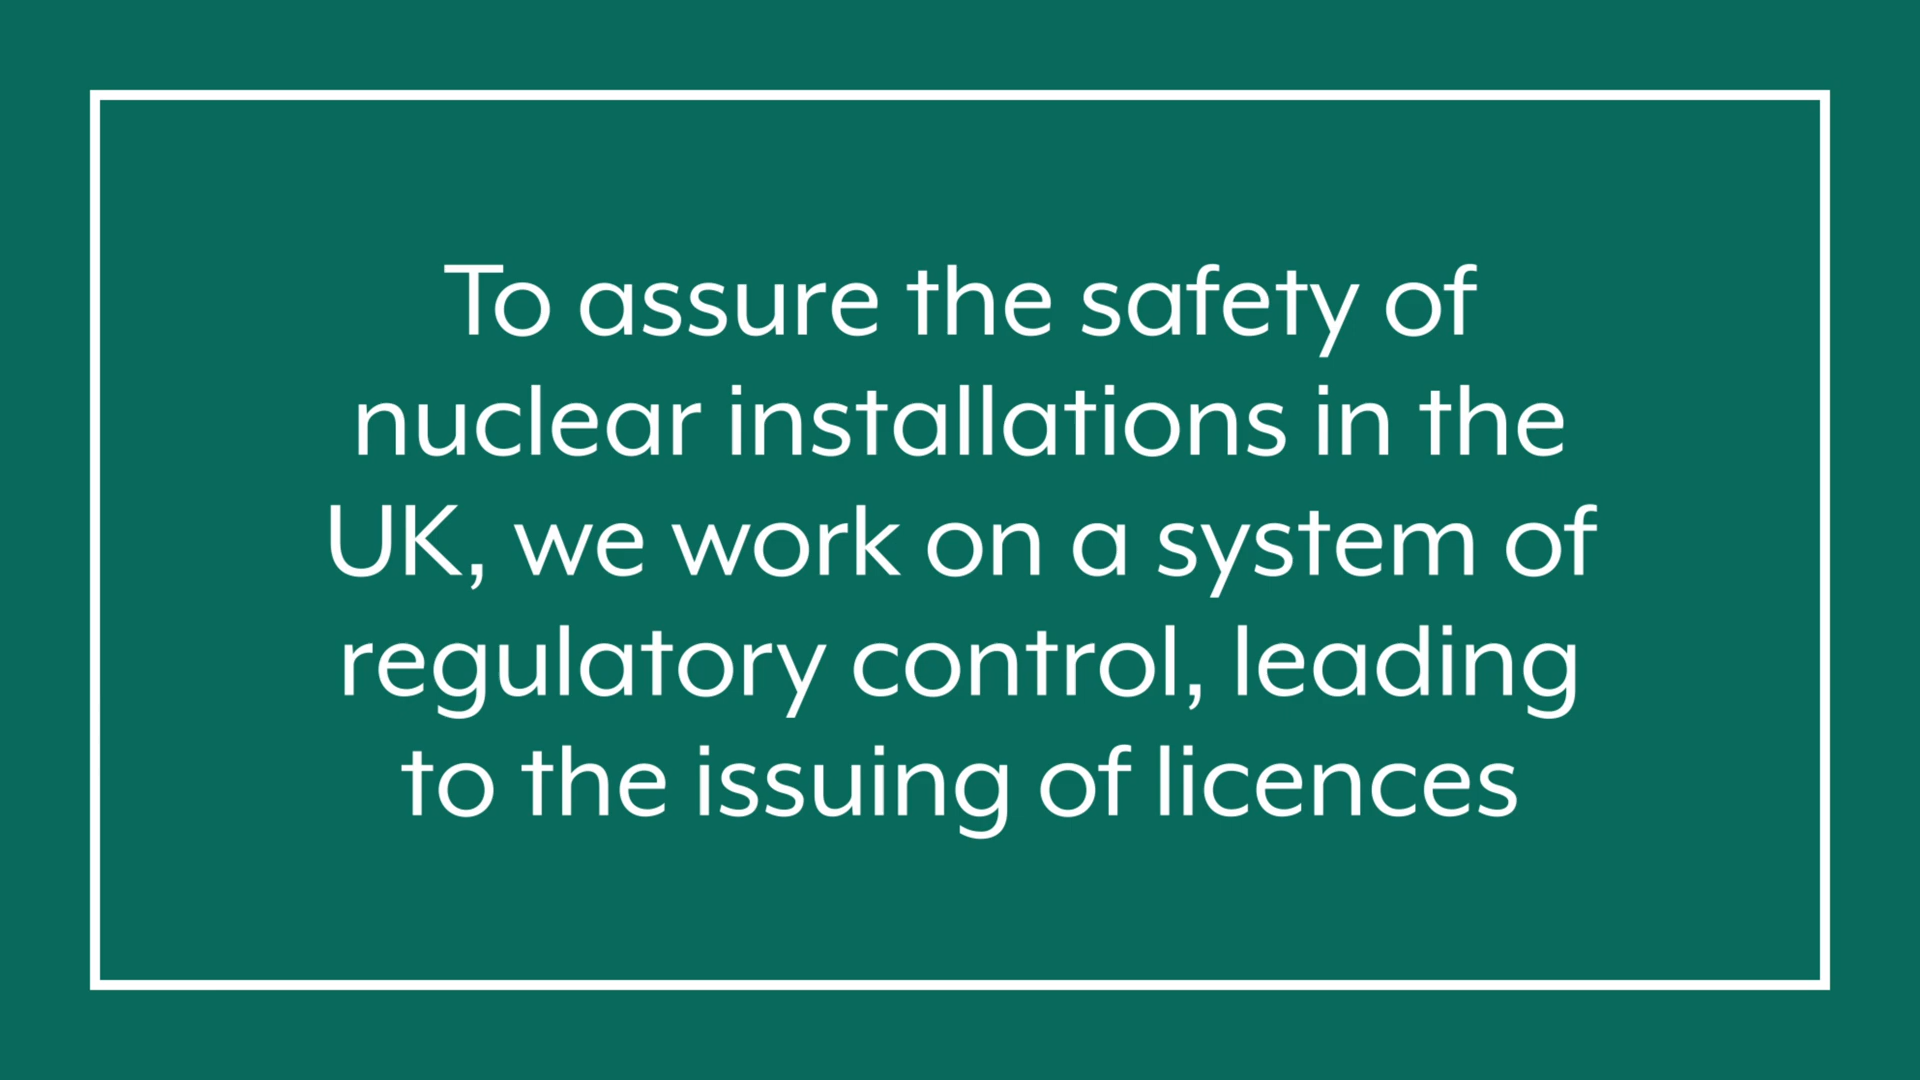 To assure the safety of
nuclear installations in the
UK, we work on a system of
regulatory control, leading
to the issuing of licences